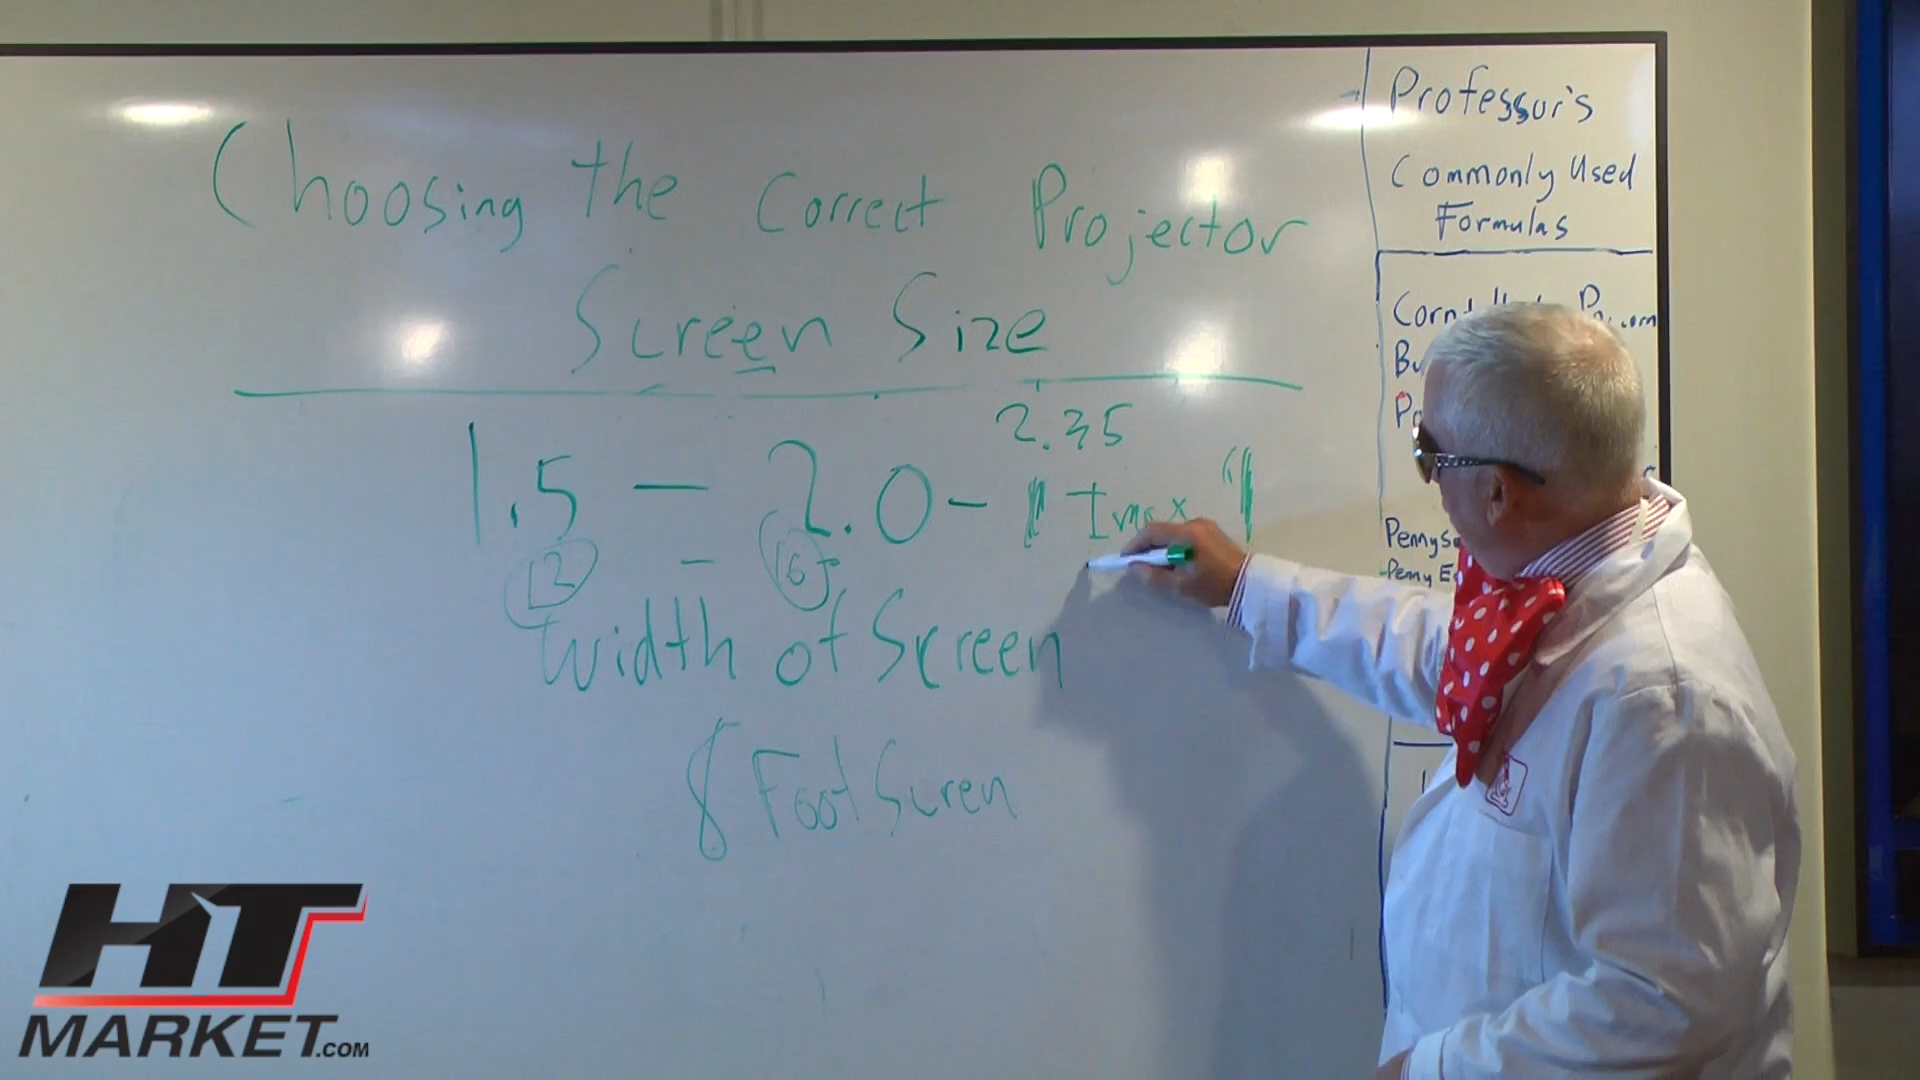 Choosing the Correct Projector
Screen Size
2.35
1.5 – 2.0 – " Imax "
12 – 16
Width of Screen
8 Foot Screen
Professor's
Commonly Used
Formulas
Penny
HT
MARKET.COM